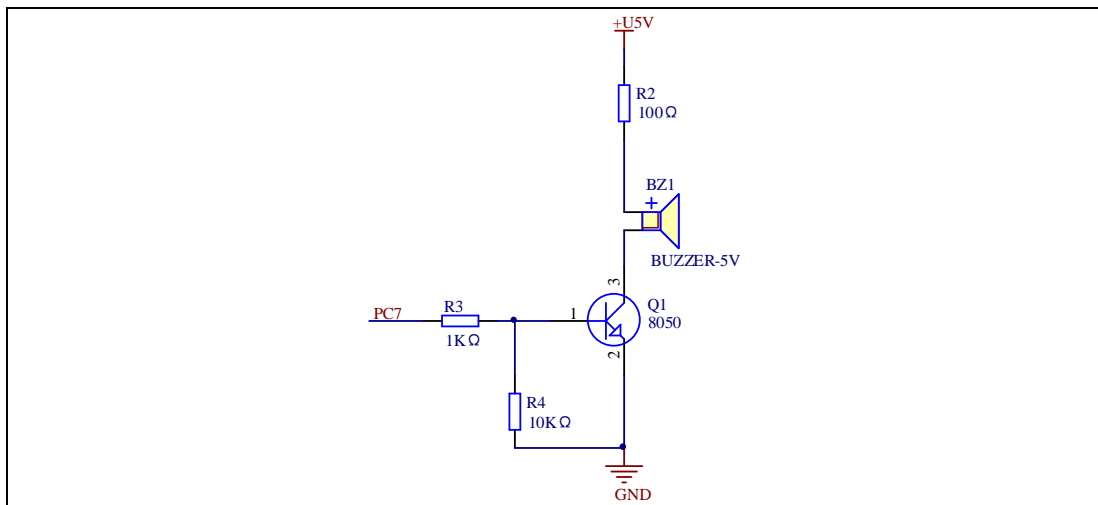 +U5V
R2
100Ω
BZ1
+
BUZZER-5V
3
Q1
8050
PC7
R3
1KΩ
1
2
R4
10KΩ
GND